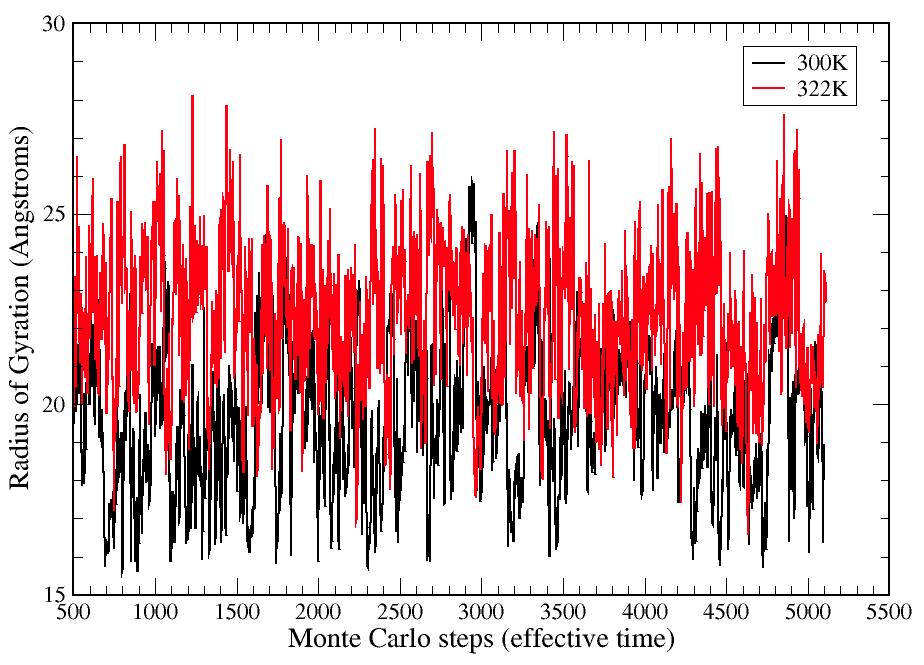 30
25
20
15
Radius of Gyration (Angstroms)
300K
322K
500 1000 1500 2000 2500 3000 3500 4000 4500 5000 5500
Monte Carlo steps (effective time)